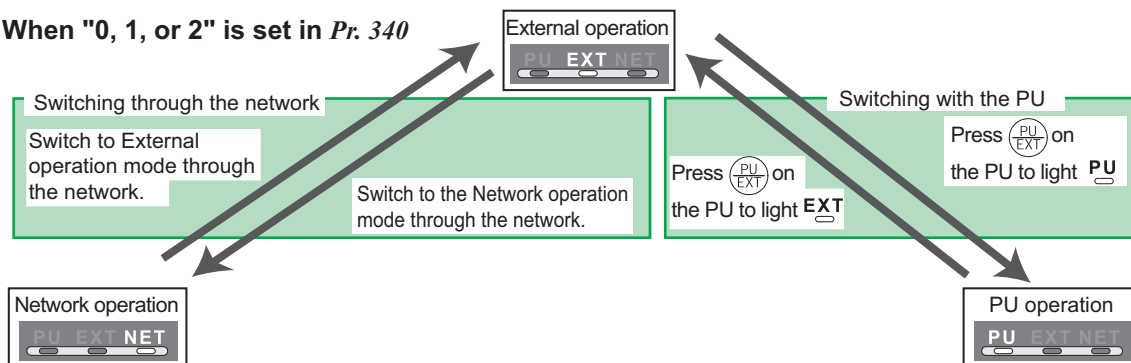 When "0, 1, or 2" is set in Pr. 340
External operation
PU EXT NET
Switching through the network
Switch to External
operation mode through
the network.
Switch to the Network operation
mode through the network.
Switching with the PU
Press PU/EXT on
the PU to light PU
Press PU/EXT on
the PU to light EXT
Network operation
PU EXT NET
PU operation
PU EXT NET